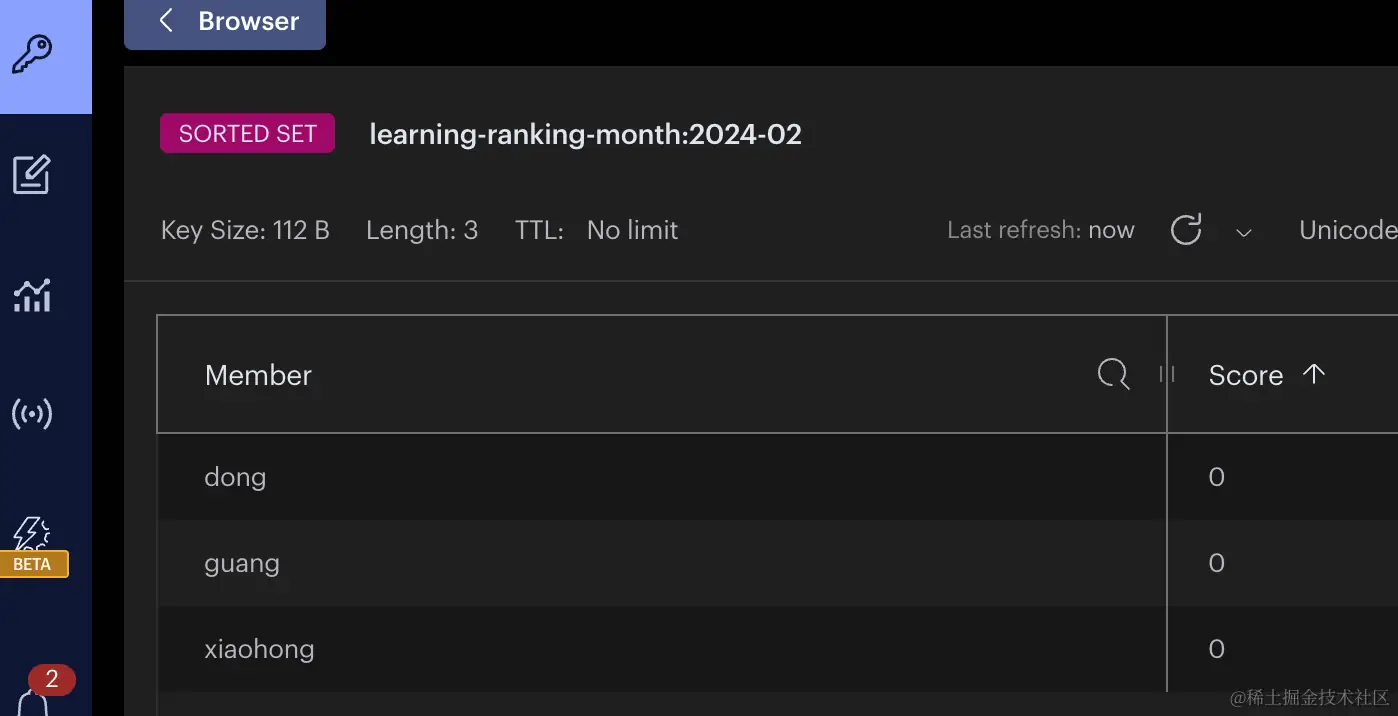 Browser
SORTED SET learning-ranking-month:2024-02
Key Size: 112 B Length: 3 TTL: No limit Last refresh: now Unicode
Member Score
dong 0
guang 0
BETA
xiaohong 0
2
@稀土掘金技术社区